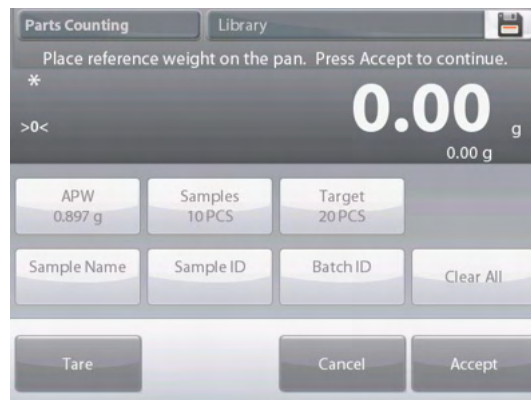 Parts Counting Library
Place reference weight on the pan. Press Accept to continue.
*
>0< 0.00 g
0.00 g
APW Samples Target
0.897 g 10 PCS 20 PCS
Sample Name Sample ID Batch ID Clear All
Tare Cancel Accept